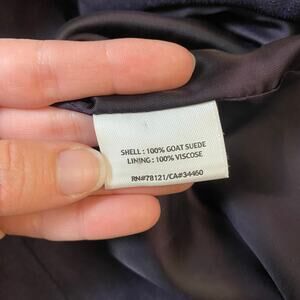 SHELL : 100% GOAT SUEDE
LINING : 100% VISCOSE
RN#78121/CA#34460